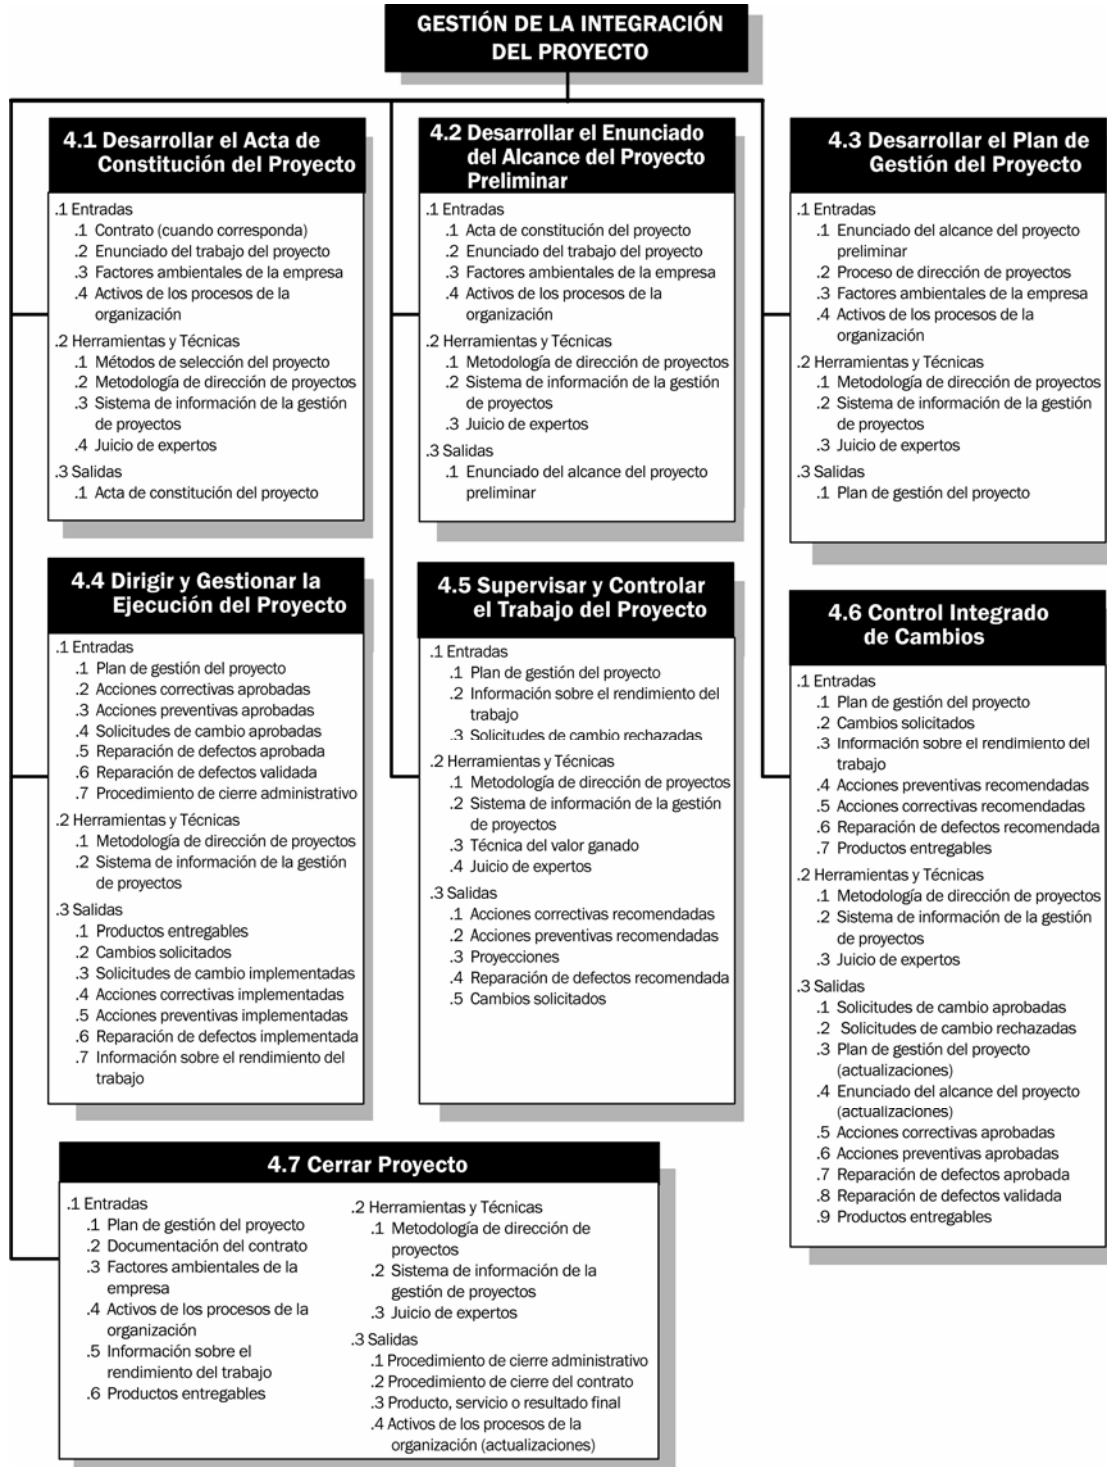 GESTIÓN DE LA INTEGRACIÓN
DEL PROYECTO
4.1 Desarrollar el Acta de
Constitución del Proyecto
.1 Entradas
.1 Contrato (cuando corresponda)
.2 Enunciado del trabajo del proyecto
.3 Factores ambientales de la empresa
.4 Activos de los procesos de la
organización
.2 Herramientas y Técnicas
.1 Métodos de selección del proyecto
.2 Metodología de dirección de proyectos
.3 Sistema de información de la gestión
de proyectos
.4 Juicio de expertos
.3 Salidas
.1 Acta de constitución del proyecto
4.2 Desarrollar el Enunciado
del Alcance del Proyecto
Preliminar
.1 Entradas
.1 Acta de constitución del proyecto
.2 Enunciado del trabajo del proyecto
.3 Factores ambientales de la empresa
.4 Activos de los procesos de la
organización
.2 Herramientas y Técnicas
.1 Metodología de dirección de proyectos
.2 Sistema de información de la gestión
de proyectos
.3 Juicio de expertos
.3 Salidas
.1 Enunciado del alcance del proyecto
preliminar
4.3 Desarrollar el Plan de
Gestión del Proyecto
.1 Entradas
.1 Enunciado del alcance del proyecto
preliminar
.2 Proceso de dirección de proyectos
.3 Factores ambientales de la empresa
.4 Activos de los procesos de la
organización
.2 Herramientas y Técnicas
.1 Metodología de dirección de proyectos
.2 Sistema de información de la gestión
de proyectos
.3 Juicio de expertos
.3 Salidas
.1 Plan de gestión del proyecto
4.4 Dirigir y Gestionar la
Ejecución del Proyecto
.1 Entradas
.1 Plan de gestión del proyecto
.2 Acciones correctivas aprobadas
.3 Acciones preventivas aprobadas
.4 Solicitudes de cambio aprobadas
.5 Reparación de defectos aprobada
.6 Reparación de defectos validada
.7 Procedimiento de cierre administrativo
.2 Herramientas y Técnicas
.1 Metodología de dirección de proyectos
.2 Sistema de información de la gestión
de proyectos
.3 Salidas
.1 Productos entregables
.2 Cambios solicitados
.3 Solicitudes de cambio implementadas
.4 Acciones correctivas implementadas
.5 Acciones preventivas implementadas
.6 Reparación de defectos implementada
.7 Información sobre el rendimiento del
trabajo
4.5 Supervisar y Controlar
el Trabajo del Proyecto
.1 Entradas
.1 Plan de gestión del proyecto
.2 Información sobre el rendimiento del
trabajo
.3 Solicitudes de cambio rechazadas
.2 Herramientas y Técnicas
.1 Metodología de dirección de proyectos
.2 Sistema de información de la gestión
de proyectos
.3 Técnica del valor ganado
.4 Juicio de expertos
.3 Salidas
.1 Acciones correctivas recomendadas
.2 Acciones preventivas recomendadas
.3 Proyecciones
.4 Reparación de defectos recomendada
.5 Cambios solicitados
4.6 Control Integrado
de Cambios
.1 Entradas
.1 Plan de gestión del proyecto
.2 Cambios solicitados
.3 Información sobre el rendimiento del
trabajo
.4 Acciones preventivas recomendadas
.5 Acciones correctivas recomendadas
.6 Reparación de defectos recomendada
.7 Productos entregables
.2 Herramientas y Técnicas
.1 Metodología de dirección de proyectos
.2 Sistema de información de la gestión
de proyectos
.3 Juicio de expertos
.3 Salidas
.1 Solicitudes de cambio aprobadas
.2 Solicitudes de cambio rechazadas
.3 Plan de gestión del proyecto
(actualizaciones)
.4 Enunciado del alcance del proyecto
(actualizaciones)
.5 Acciones correctivas aprobadas
.6 Acciones preventivas aprobadas
.7 Reparación de defectos aprobada
.8 Reparación de defectos validada
.9 Productos entregables
4.7 Cerrar Proyecto
.1 Entradas
.1 Plan de gestión del proyecto
.2 Documentación del contrato
.3 Factores ambientales de la
empresa
.4 Activos de los procesos de la
organización
.5 Información sobre el
rendimiento del trabajo
.6 Productos entregables
.2 Herramientas y Técnicas
.1 Metodología de dirección de
proyectos
.2 Sistema de información de la
gestión de proyectos
.3 Juicio de expertos
.3 Salidas
.1 Procedimiento de cierre administrativo
.2 Procedimiento de cierre del contrato
.3 Producto, servicio o resultado final
.4 Activos de los procesos de la
organización (actualizaciones)